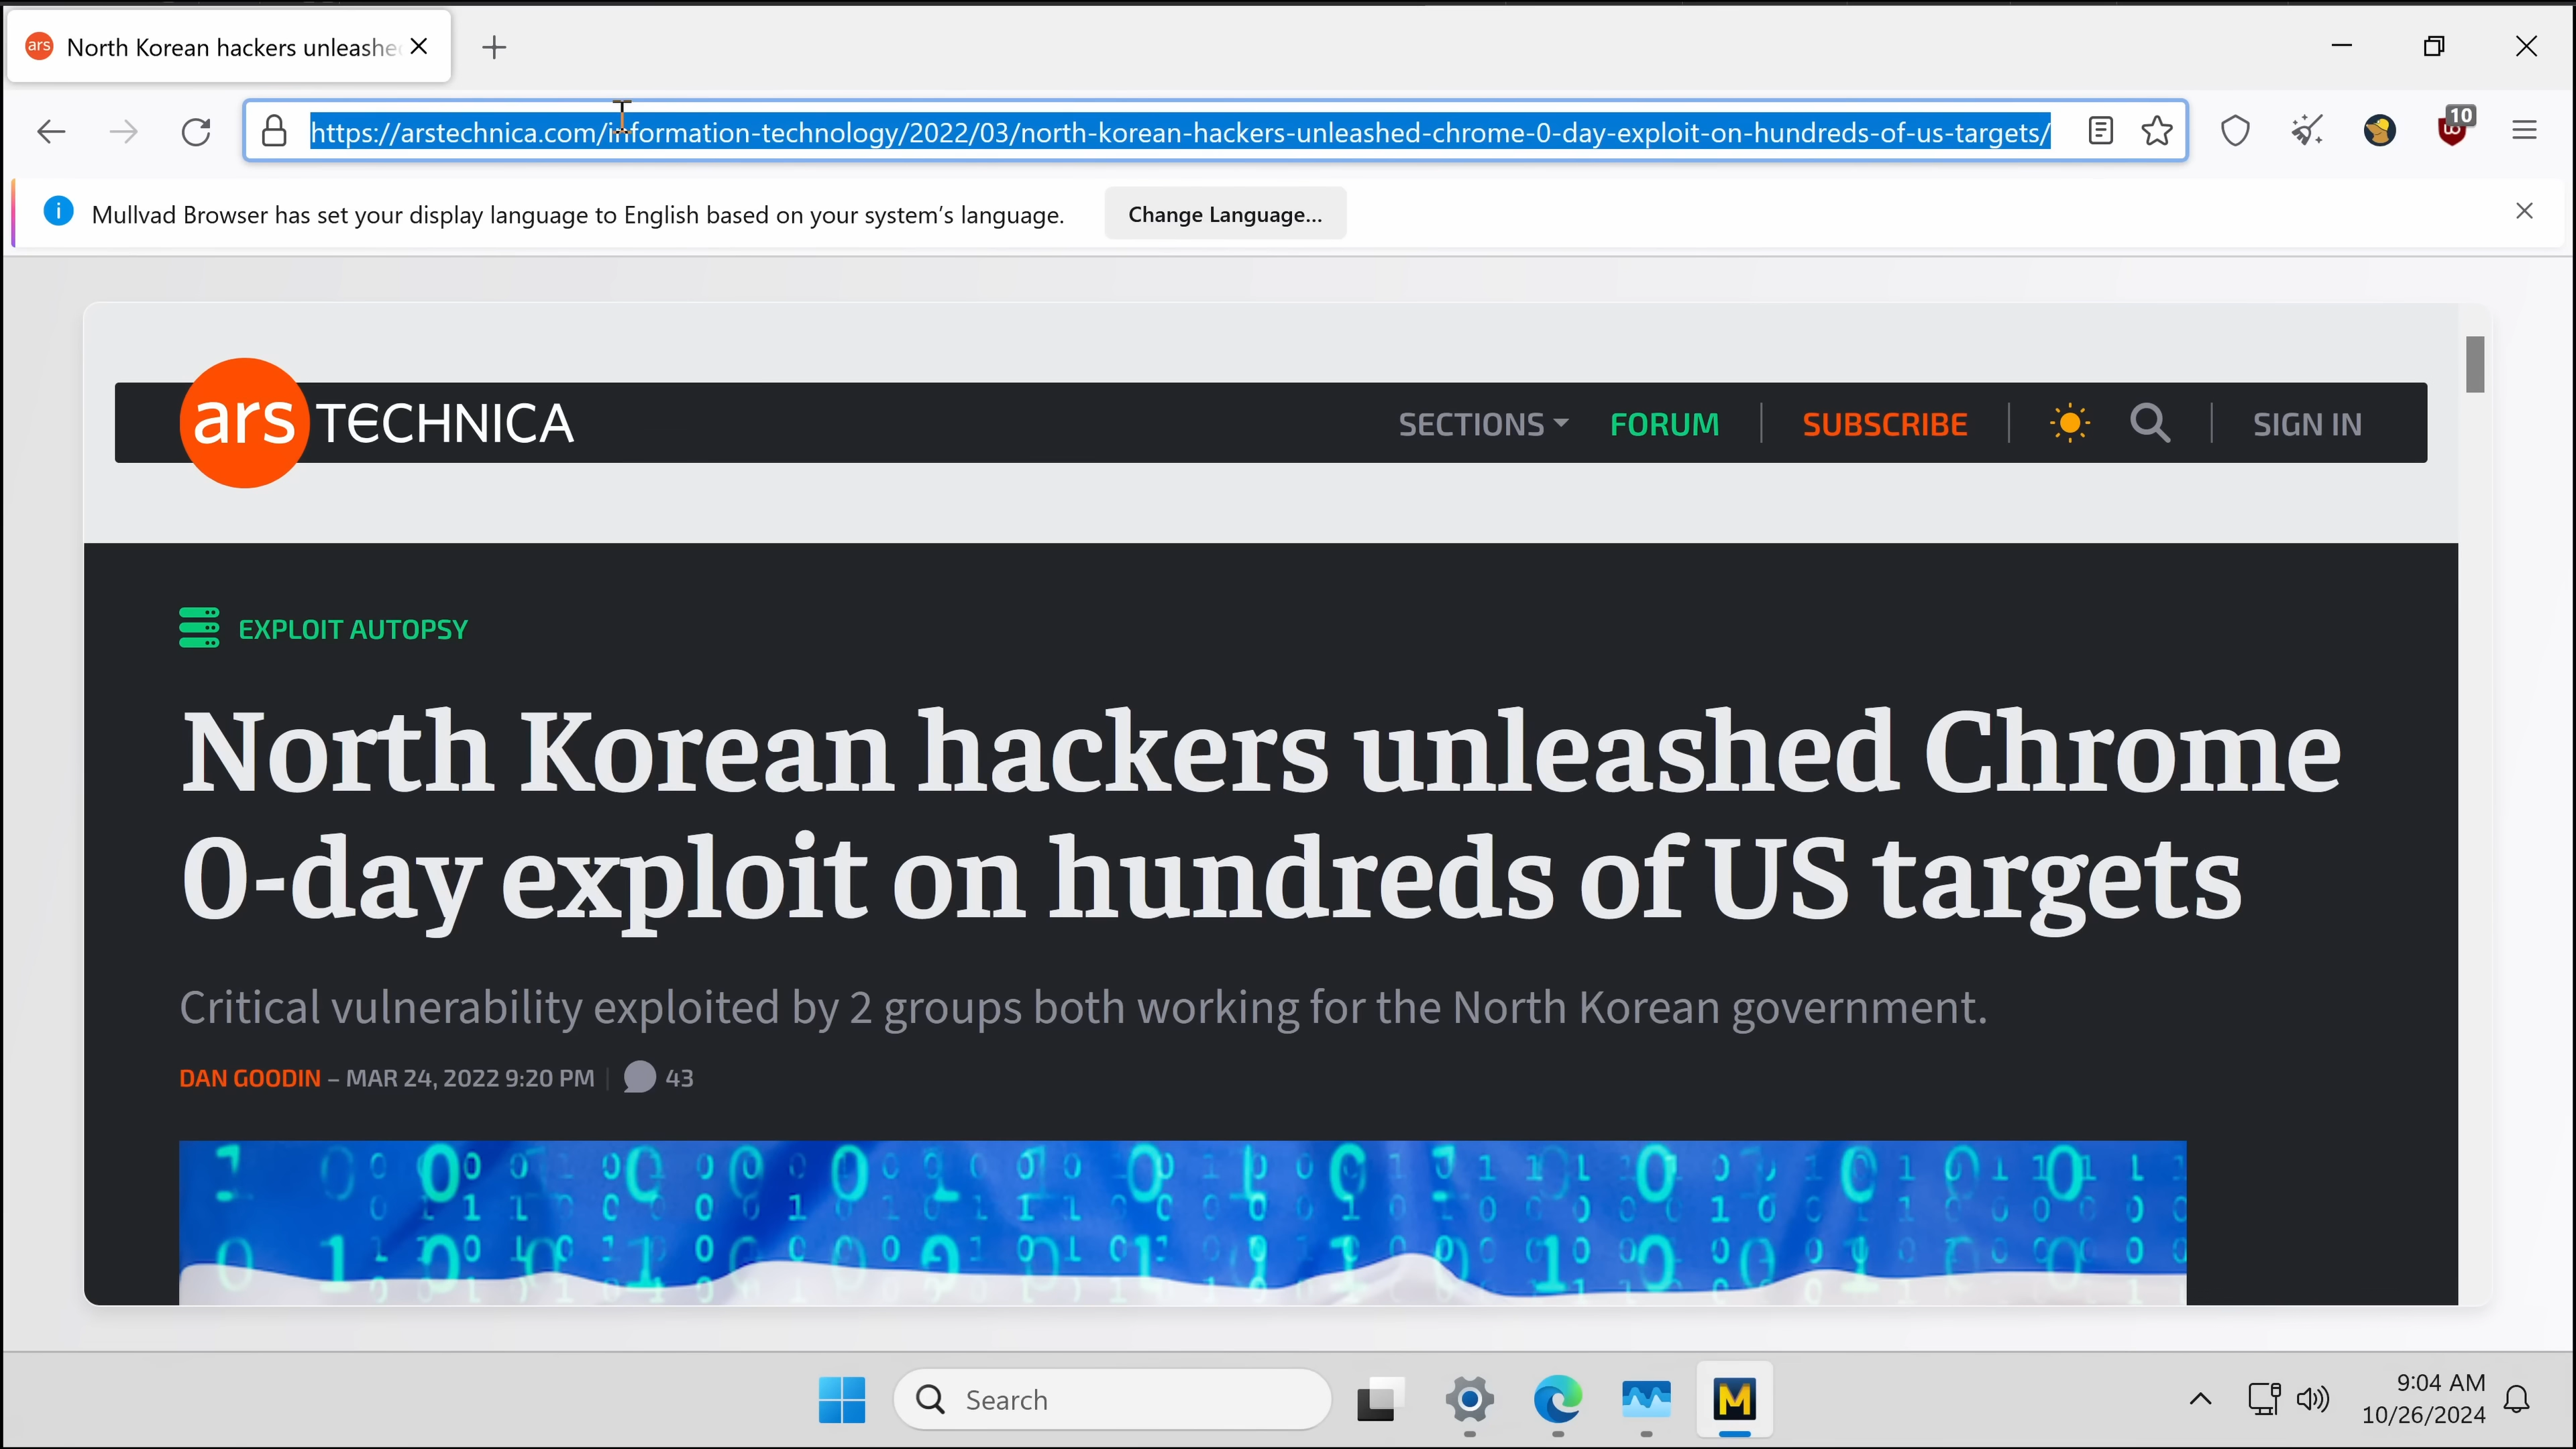 ars North Korean hackers unleashe
https://arstechnica.com/information-technology/2022/03/north-korean-hackers-unleashed-chrome-0-day-exploit-on-hundreds-of-us-targets/
10
Mullvad Browser has set your display language to English based on your system's language. Change Language...
ars TECHNICA SECTIONS FORUM SUBSCRIBE SIGN IN
EXPLOIT AUTOPSY
North Korean hackers unleashed Chrome
0-day exploit on hundreds of US targets
Critical vulnerability exploited by 2 groups both working for the North Korean government.
DAN GOODIN – MAR 24, 2022 9:20 PM 43
Search
M
9:04 AM
10/26/2024